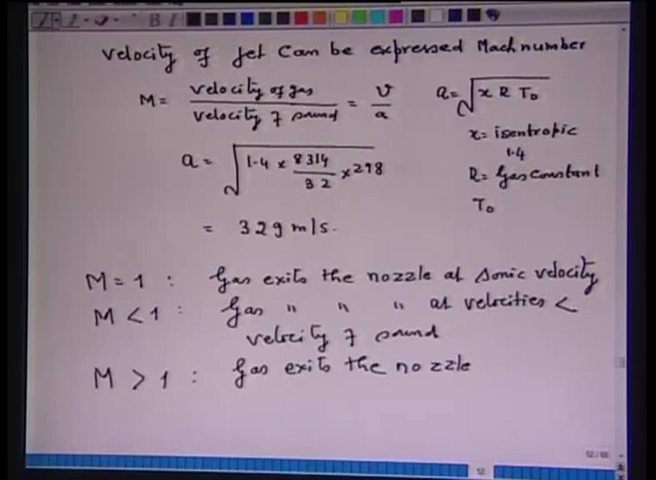 Velocity of jet Can be expressed Mach number
M = velocity of gas / velocity of sound = v / a
a = √x R T₀
x = isentropic
1.4
R = Gas constant
T₀
a = √1.4 × 8314 / 32 × 298
= 329 m/s.
M = 1 : Gas exits the nozzle at sonic velocity
M < 1 : Gas " " " at velocities <
velocity of sound
M > 1 : Gas exits the nozzle
52